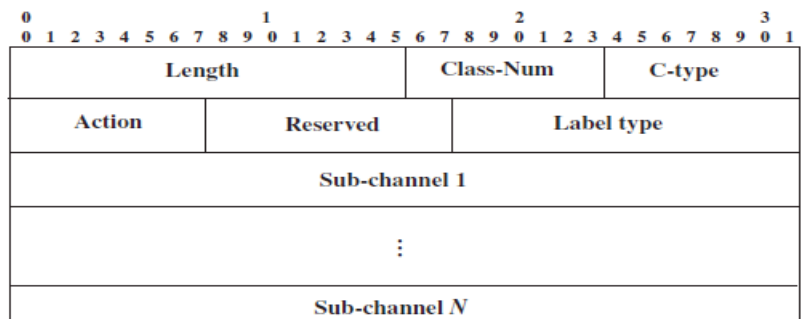 0 1 2 3
0 1 2 3 4 5 6 7 8 9 0 1 2 3 4 5 6 7 8 9 0 1 2 3 4 5 6 7 8 9 0 1
Length Class-Num C-type
Action Reserved Label type
Sub-channel 1
⋮
Sub-channel N